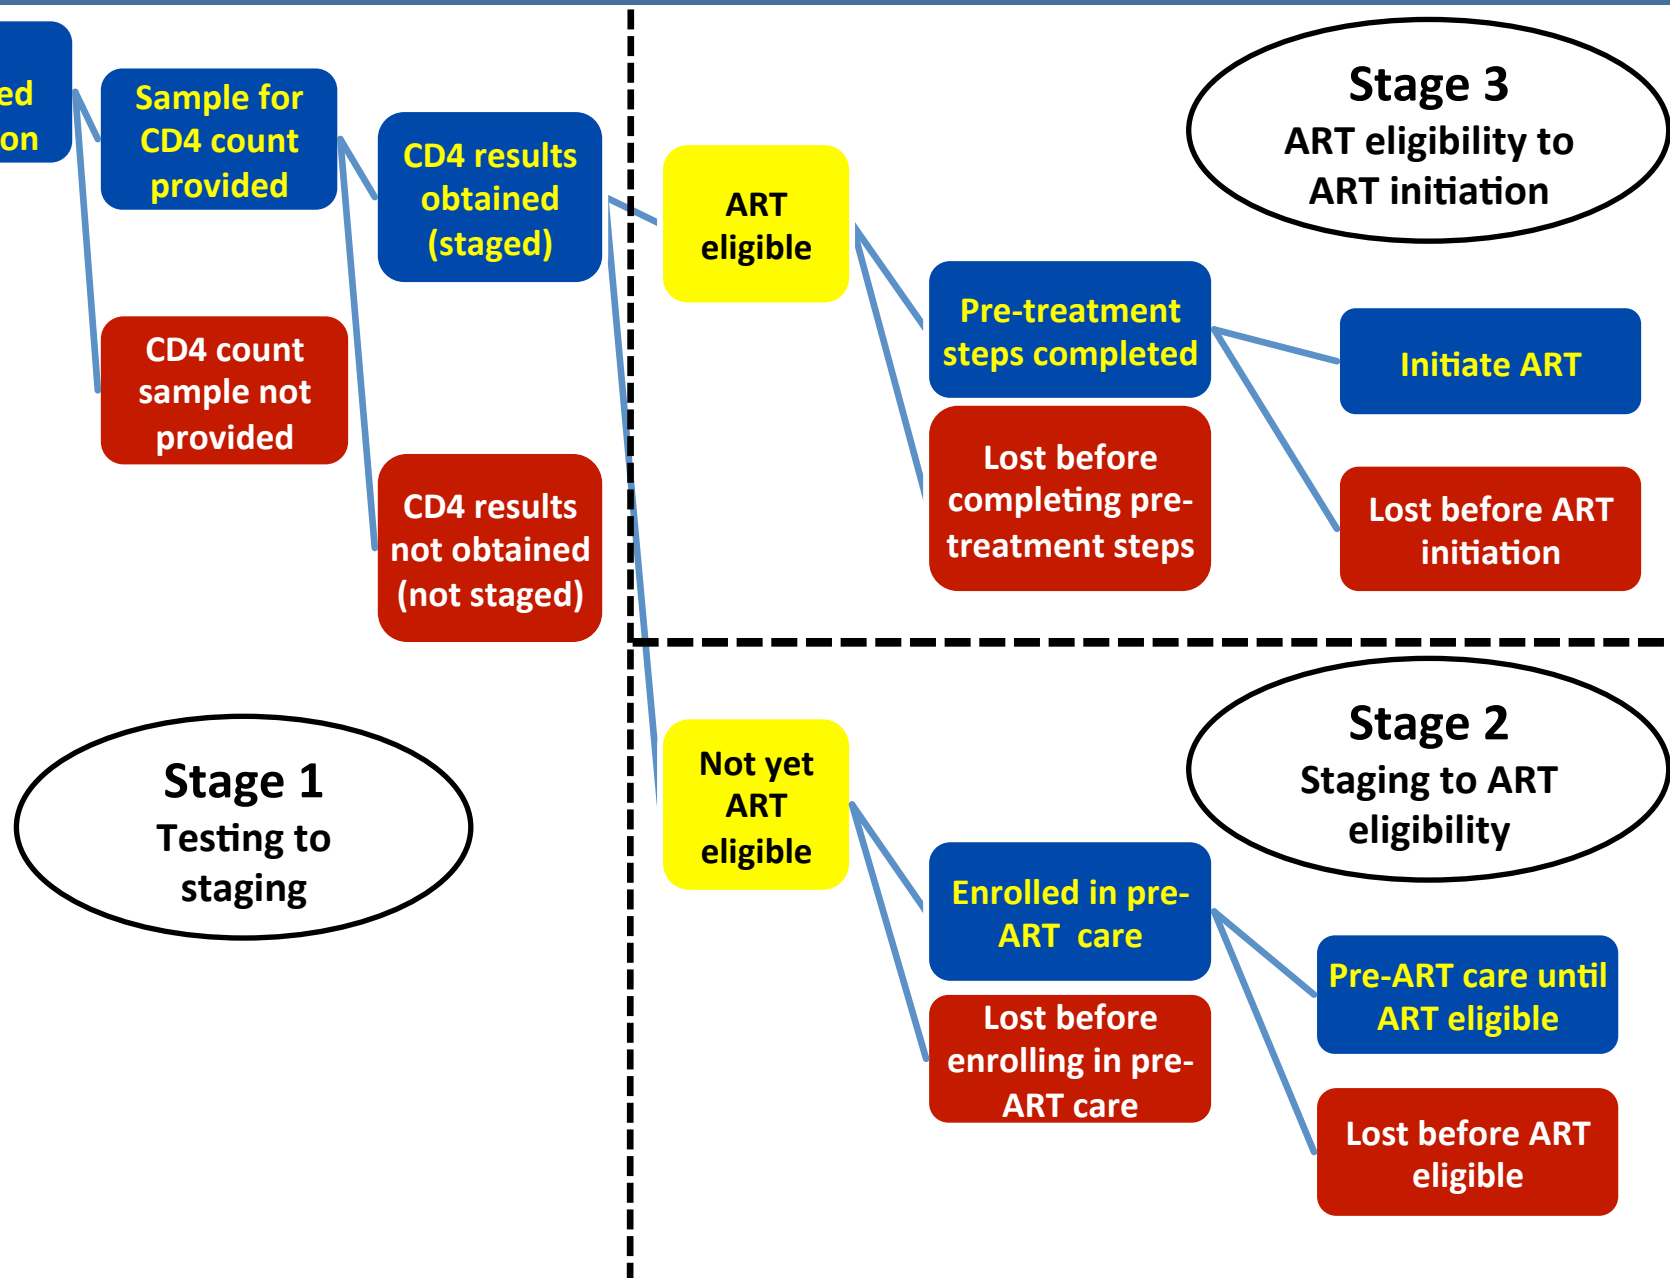 ed
on
Sample for
CD4 count
provided
CD4 count
sample not
provided
CD4 results
obtained
(staged)
CD4 results
not obtained
(not staged)
Stage 1
Testing to
staging
ART
eligible
Pre-treatment
steps completed
Lost before
completing pre-
treatment steps
Initiate ART
Lost before ART
initiation
Stage 3
ART eligibility to
ART initiation
Not yet
ART
eligible
Enrolled in pre-
ART care
Lost before
enrolling in pre-
ART care
Pre-ART care until
ART eligible
Lost before ART
eligible
Stage 2
Staging to ART
eligibility